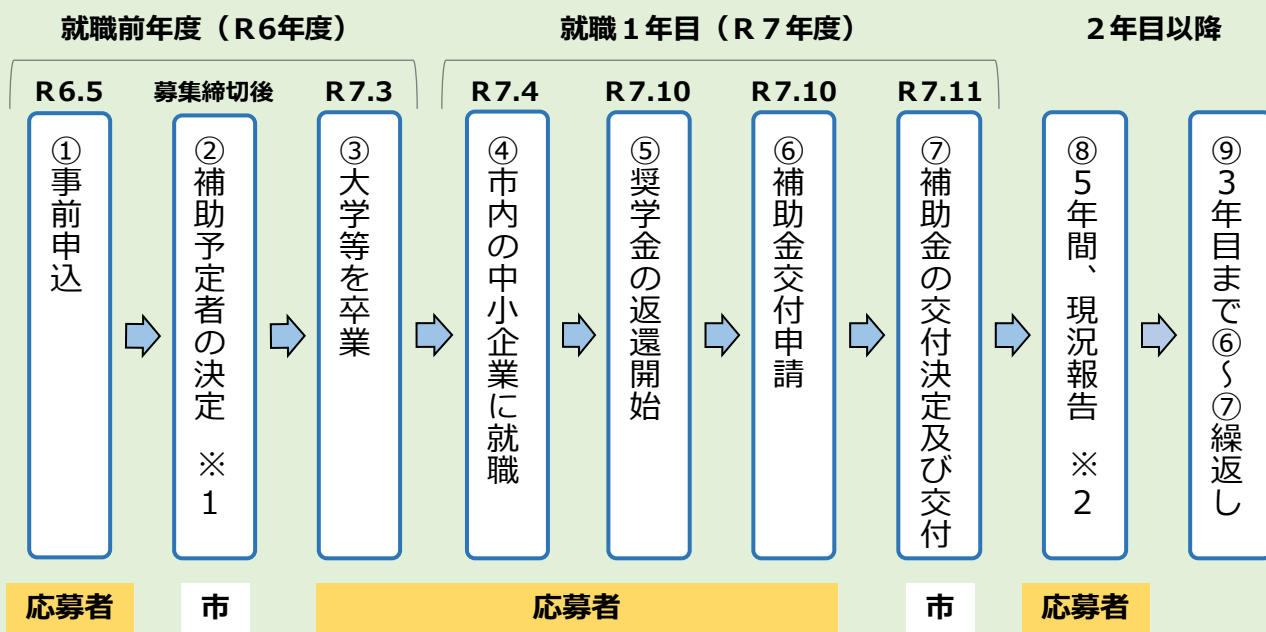 就職前年度（R6年度）
就職１年目（R７年度）
２年目以降
R6.5
募集締切後
R7.3
R7.4
R7.10
R7.10
R7.11
①事前申込
②補助予定者の決定 ※1
③大学等を卒業
④市内の中小企業に就職
⑤奨学金の返還開始
⑥補助金交付申請
⑦補助金の交付決定及び交付
⑧5年間、現況報告 ※2
⑨3年目まで⑥～⑦繰返し
応募者
市
応募者
市
応募者